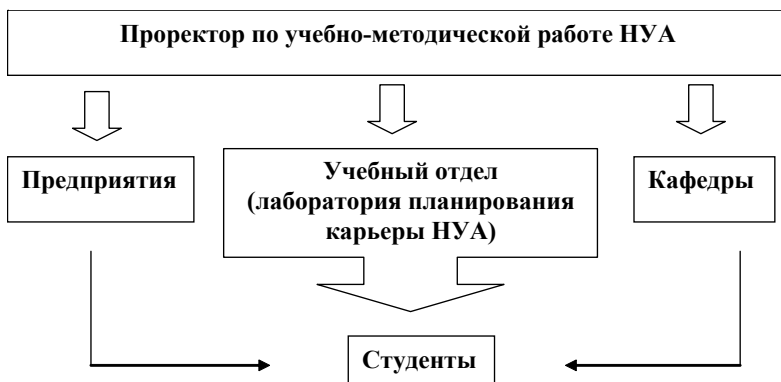 Проректор по учебно-методической работе НУА
Предприятия
Учебный отдел
(лаборатория планирования
карьеры НУА)
Кафедры
Студенты